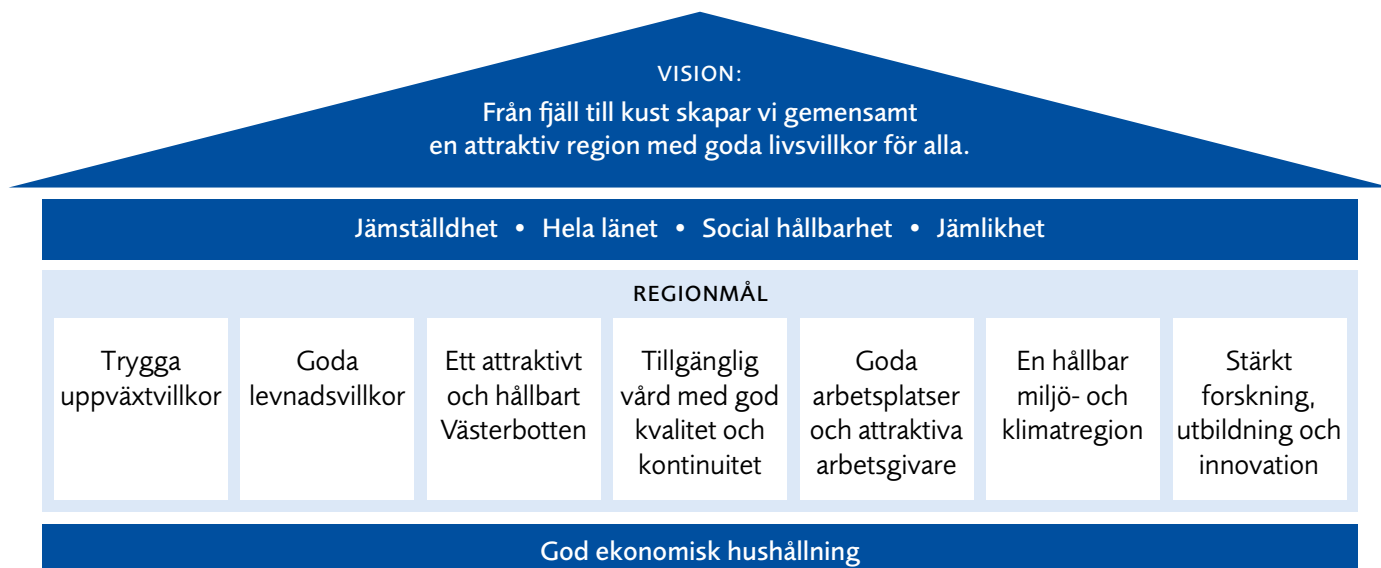 VISION:
Från fjäll till kust skapar vi gemensamt
en attraktiv region med goda livsvillkor för alla.
Jämställdhet • Hela länet • Social hållbarhet • Jämlikhet
REGIONMÅL
Trygga
uppväxtvillkor
Goda
levnadsvillkor
Ett attraktivt
och hållbart
Västerbotten
Tillgänglig
vård med god
kvalitet och
kontinuitet
Goda
arbetsplatser
och attraktiva
arbetsgivare
En hållbar
miljö- och
klimatregion
Stärkt
forskning,
utbildning och
innovation
God ekonomisk hushållning